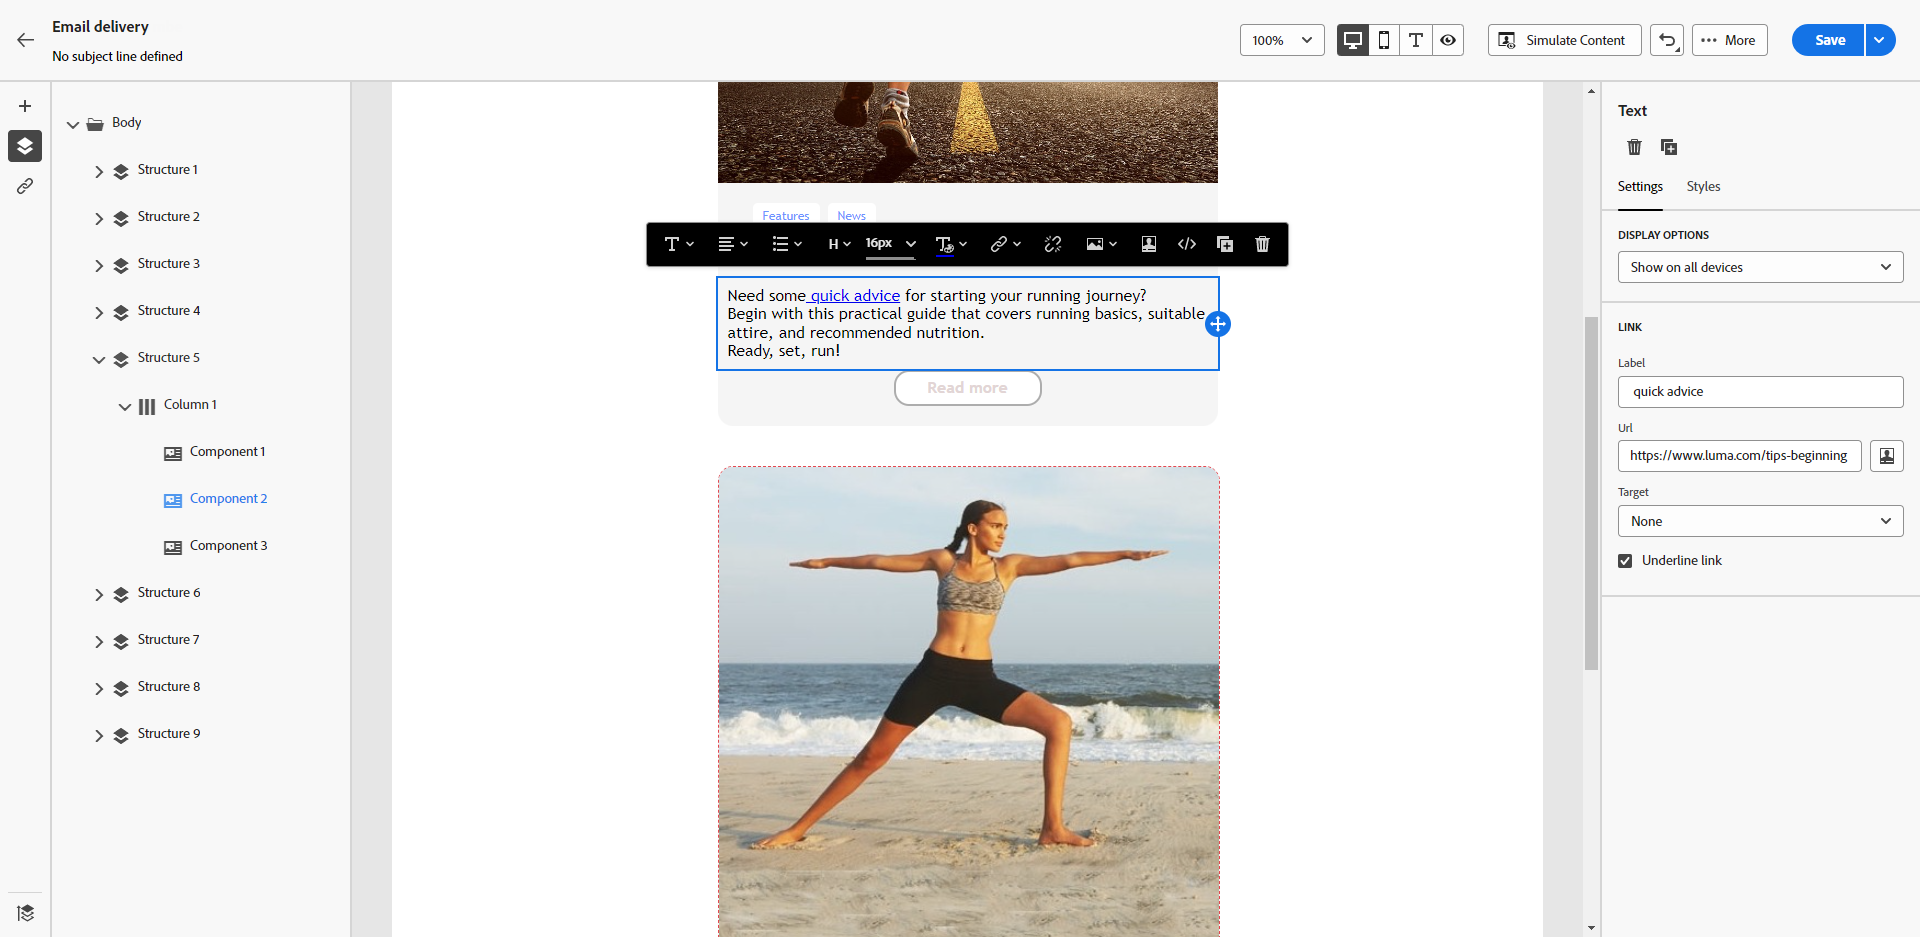 Email delivery
No subject line defined
100%
Simulate Content
More
Save
Body
Structure 1
Structure 2
Structure 3
Structure 4
Structure 5
Column 1
Component 1
Component 2
Component 3
Structure 6
Structure 7
Structure 8
Structure 9
Features News
H 16px
Need some quick advice for starting your running journey?
Begin with this practical guide that covers running basics, suitable
attire, and recommended nutrition.
Ready, set, run!
Read more
Text
Settings Styles
DISPLAY OPTIONS
Show on all devices
LINK
Label
quick advice
Url
https://www.luma.com/tips-beginning
Target
None
Underline link